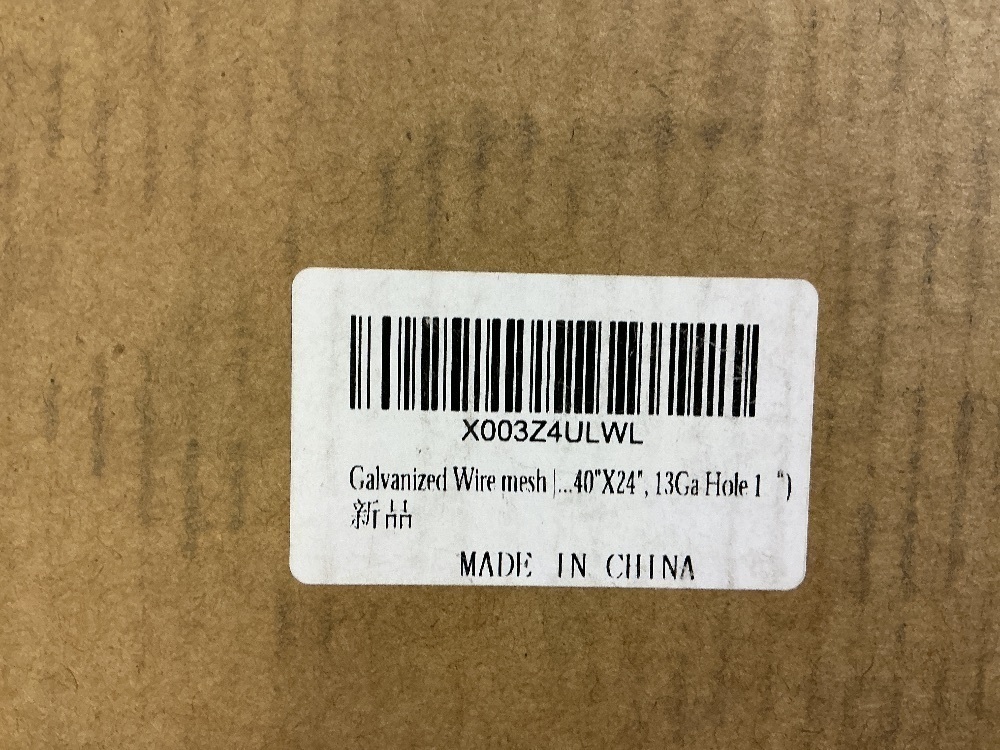 X003Z4ULWL
Galvanized Wire mesh |...40"X24", 13Ga Hole 1 “)
新品
MADE IN CHINA